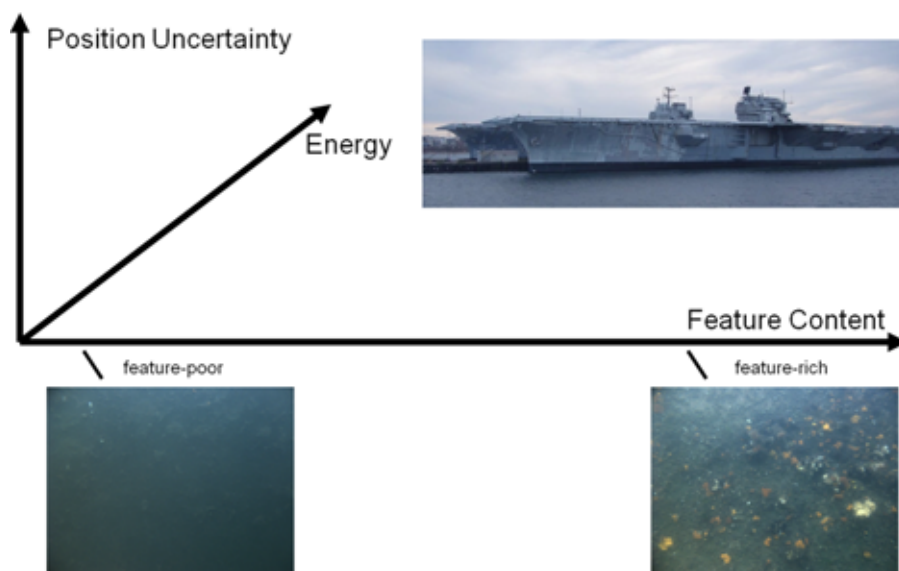 Position Uncertainty
Energy
Feature Content
feature-poor
feature-rich